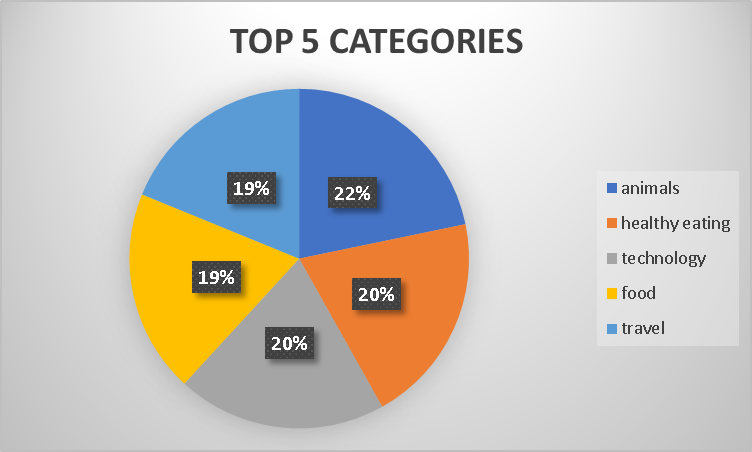 TOP 5 CATEGORIES
19%
22%
19%
20%
20%
animals
healthy eating
technology
food
travel